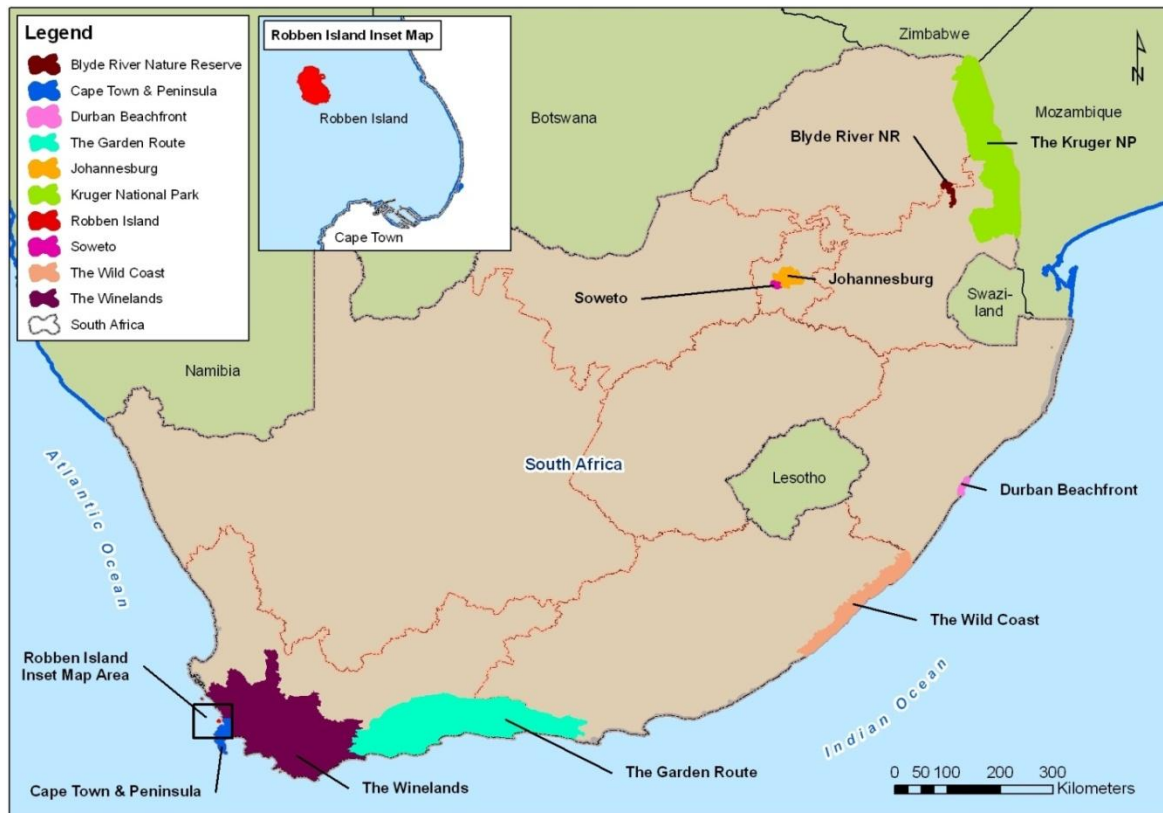 Legend
Blyde River Nature Reserve
Cape Town & Peninsula
Durban Beachfront
The Garden Route
Johannesburg
Kruger National Park
Robben Island
Soweto
The Wild Coast
The Winelands
South Africa
Robben Island Inset Map
Robben Island
Cape Town
Zimbabwe
N
Botswana
Mozambique
Blyde River NR
The Kruger NP
Johannesburg
Soweto
Swazi-
land
Namibia
South Africa
Lesotho
Atlantic Ocean
Durban Beachfront
The Wild Coast
Robben Island
Inset Map Area
Indian Ocean
The Garden Route
Cape Town & Peninsula
The Winelands
0 50 100 200 300
Kilometers